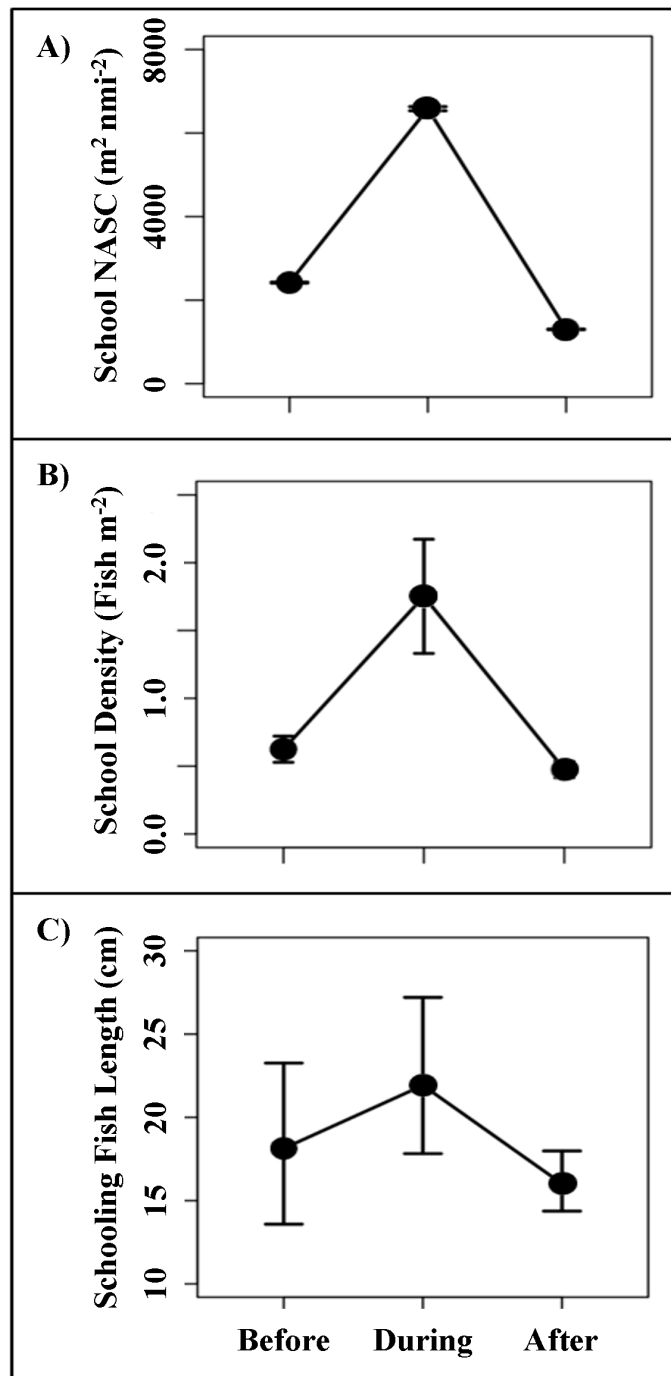 A)
School NASC (m² nmi⁻²)
8000
4000
0
B)
School Density (Fish m⁻²)
2.0
1.0
0.0
C)
Schooling Fish Length (cm)
30
25
20
15
10
Before During After